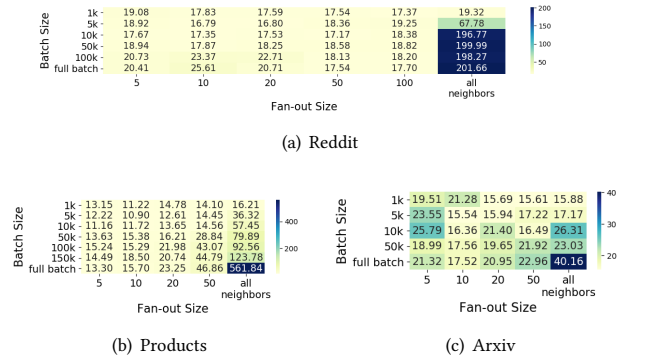 Batch Size
1k 19.08 17.83 17.59 17.54 17.37 19.32
5k 18.92 16.79 16.80 18.36 19.25 67.78
10k 17.67 17.35 17.53 17.17 18.38 196.77
50k 18.94 17.87 18.25 18.58 18.82 199.99
100k 20.73 23.37 22.71 18.13 18.20 198.27
full batch 20.41 25.61 20.71 17.54 17.70 201.66
5 10 20 50 100 all
neighbors
Fan-out Size
200
150
100
50
(a) Reddit
Batch Size
1k 13.15 11.22 14.78 14.10 16.21
5k 12.22 10.90 12.61 14.45 36.32
10k 11.16 11.72 13.65 14.56 57.45
50k 13.63 15.38 16.21 28.84 79.89
100k 15.24 15.29 21.98 43.07 92.56
150k 14.49 18.50 20.74 44.79 123.78
full batch 13.30 15.70 23.25 46.86 561.84
5 10 20 50 all
neighbors
Fan-out Size
400
200
(b) Products
Batch Size
1k 19.51 21.28 15.69 15.61 15.88
5k 23.55 15.54 15.94 17.22 17.17
10k 25.79 16.36 21.40 16.49 26.31
50k 18.99 17.56 19.65 21.92 23.03
full batch 21.32 17.52 20.95 22.96 40.16
5 10 20 50 all
neighbors
Fan-out Size
40
30
20
(c) Arxiv